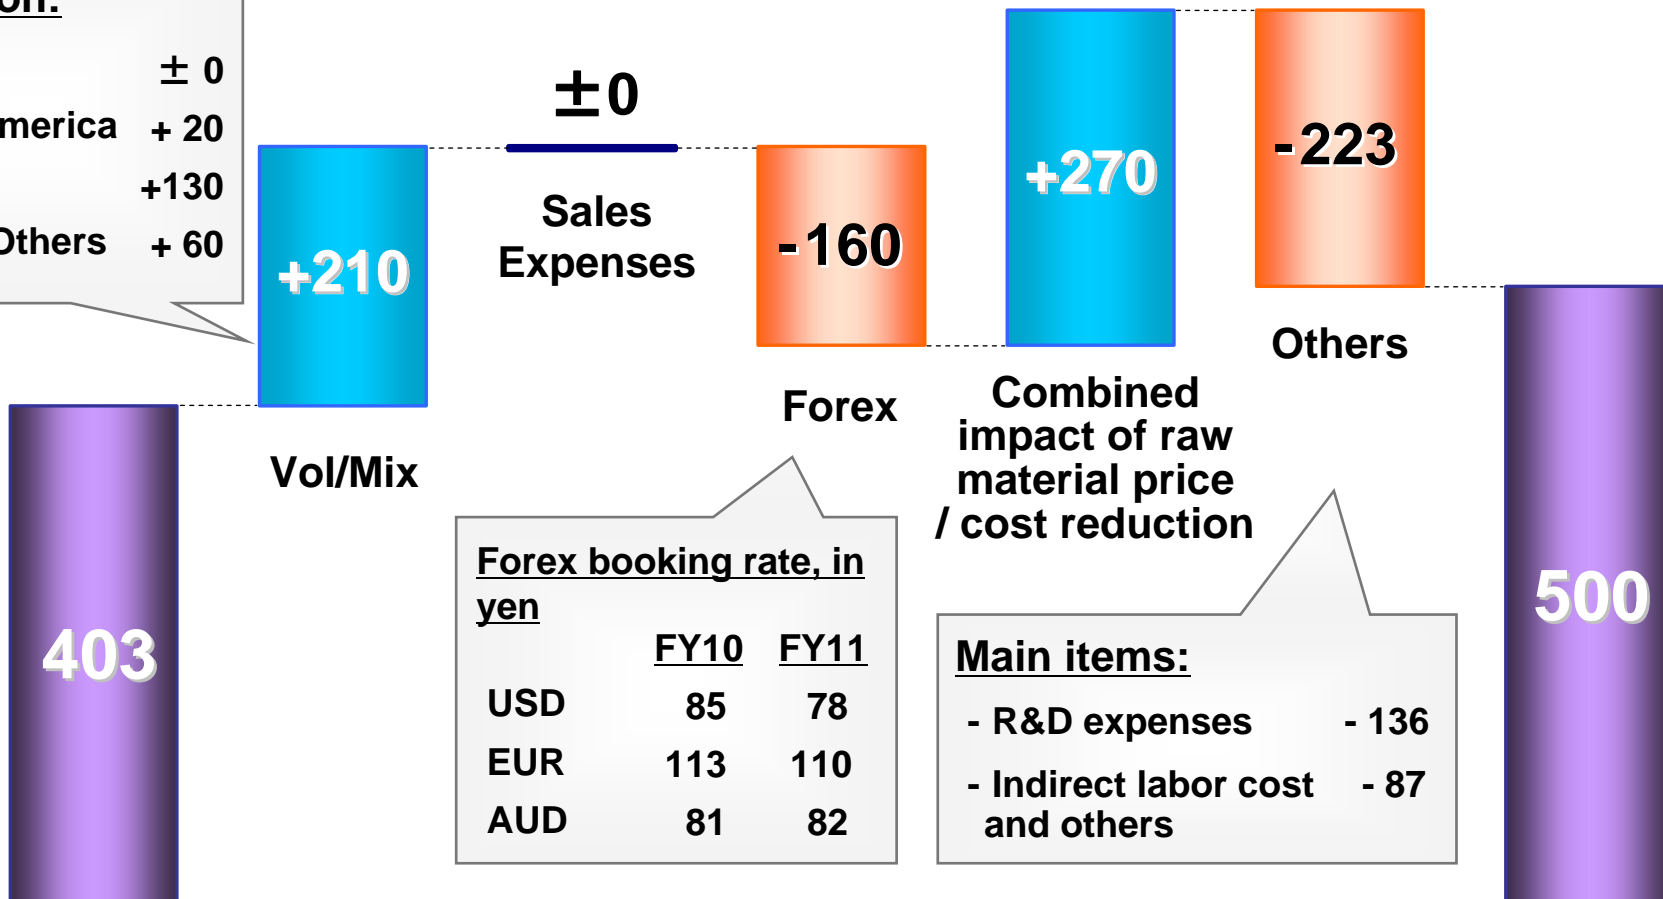 ± 0
+ 20
+130
Others + 60
403
+210
Vol/Mix
±0
Sales
Expenses
-160
Forex
+270
Combined
impact of raw
material price
/ cost reduction
-223
Others
500
Forex booking rate, in
yen
FY10 FY11
USD 85 78
EUR 113 110
AUD 81 82
Main items:
- R&D expenses - 136
- Indirect labor cost - 87
and others